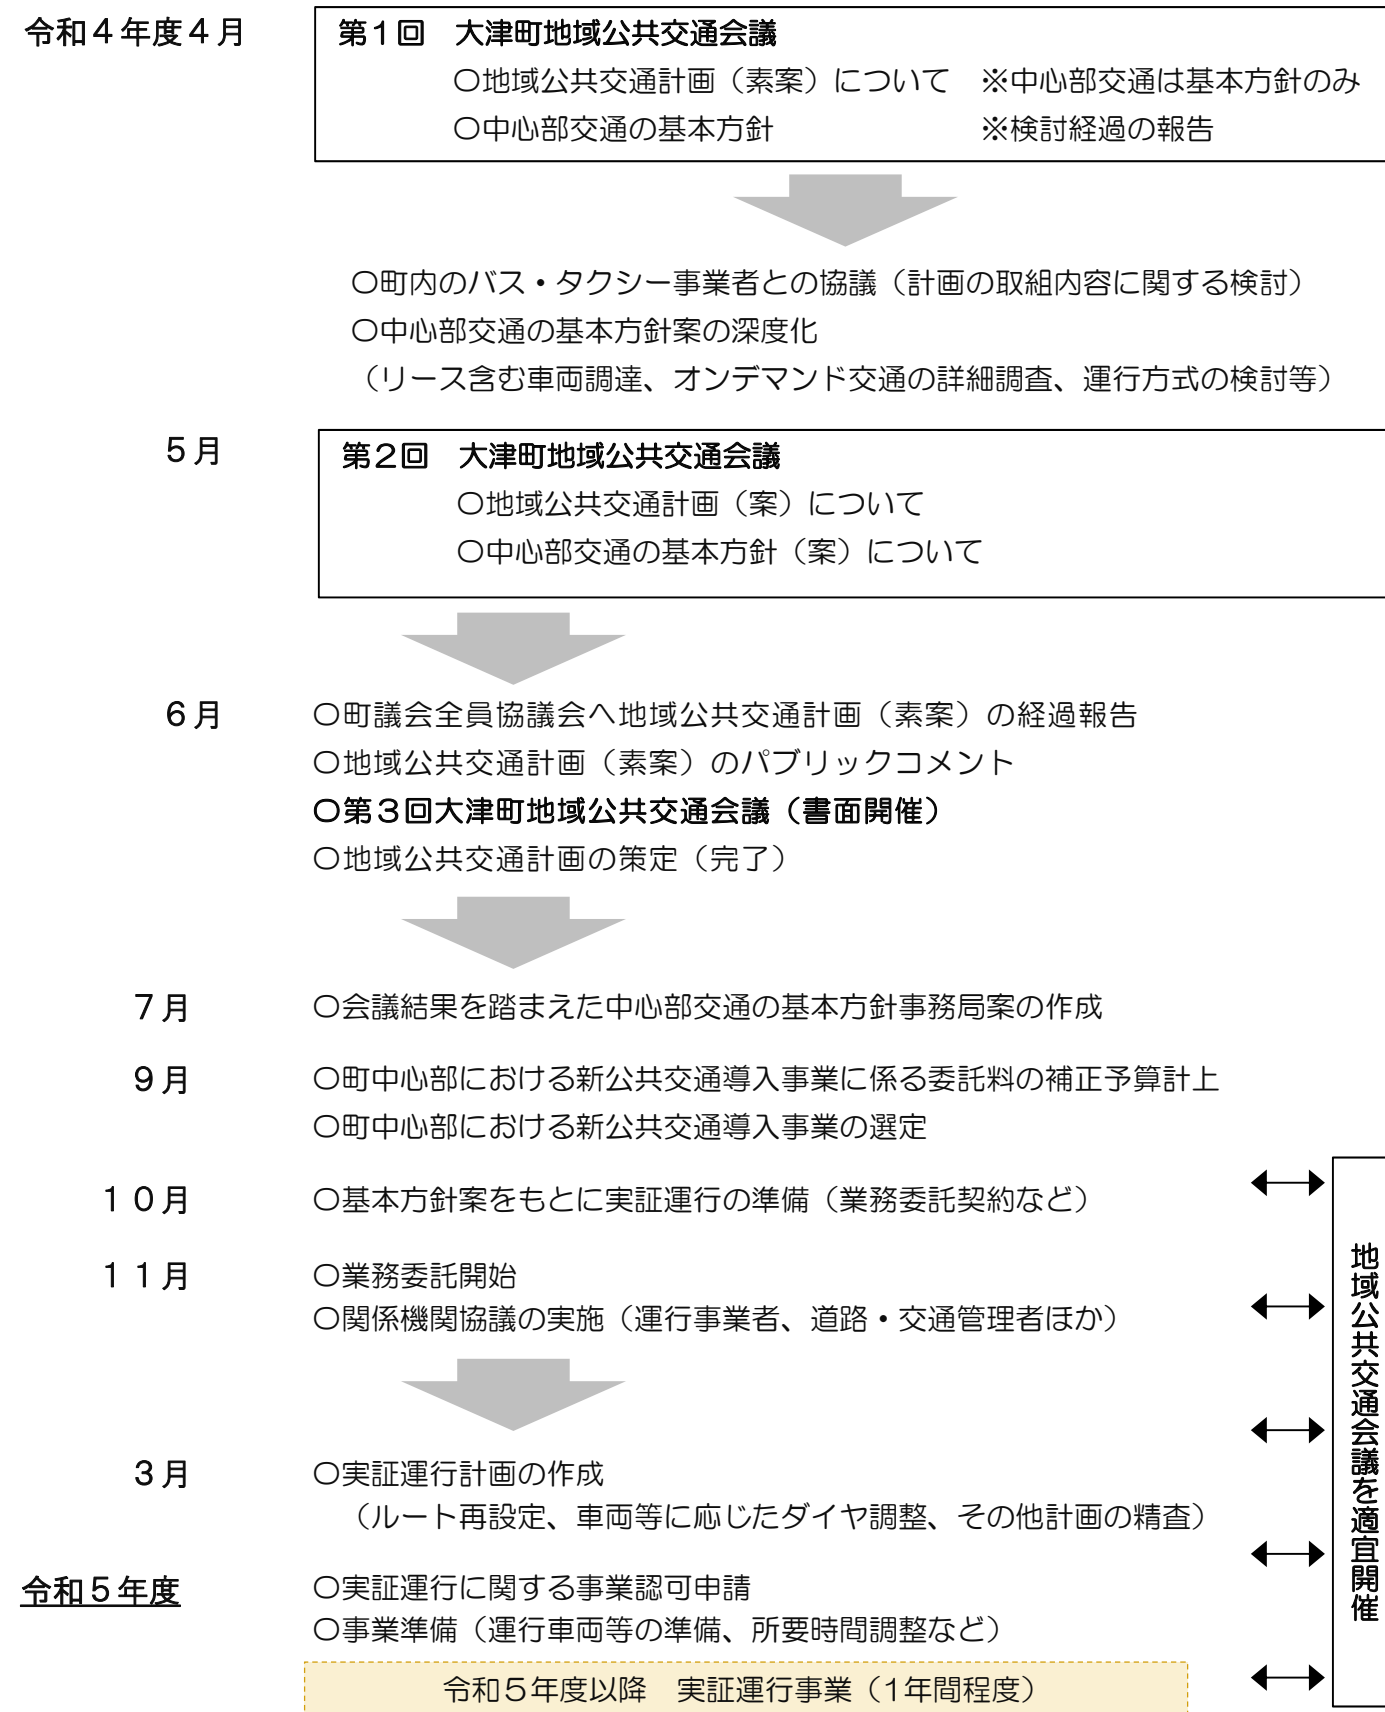 令和４年度４月
第１回　大津町地域公共交通会議
〇地域公共交通計画（素案）について　※中心部交通は基本方針のみ
〇中心部交通の基本方針　※検討経過の報告
〇町内のバス・タクシー事業者との協議（計画の取組内容に関する検討）
〇中心部交通の基本方針案の深度化
（リース含む車両調達、オンデマンド交通の詳細調査、運行方式の検討等）
５月
第２回　大津町地域公共交通会議
〇地域公共交通計画（案）について
〇中心部交通の基本方針（案）について
６月
〇町議会全員協議会へ地域公共交通計画（素案）の経過報告
〇地域公共交通計画（素案）のパブリックコメント
〇第３回大津町地域公共交通会議（書面開催）
〇地域公共交通計画の策定（完了）
７月
〇会議結果を踏まえた中心部交通の基本方針事務局案の作成
９月
〇町中心部における新公共交通導入事業に係る委託料の補正予算計上
〇町中心部における新公共交通導入事業の選定
１０月
〇基本方針案をもとに実証運行の準備（業務委託契約など）
１１月
〇業務委託開始
〇関係機関協議の実施（運行事業者、道路・交通管理者ほか）
３月
〇実証運行計画の作成
（ルート再設定、車両等に応じたダイヤ調整、その他計画の精査）
令和５年度
〇実証運行に関する事業認可申請
〇事業準備（運行車両等の準備、所要時間調整など）
令和５年度以降　実証運行事業（1年間程度）
地域公共交通会議を適宜開催